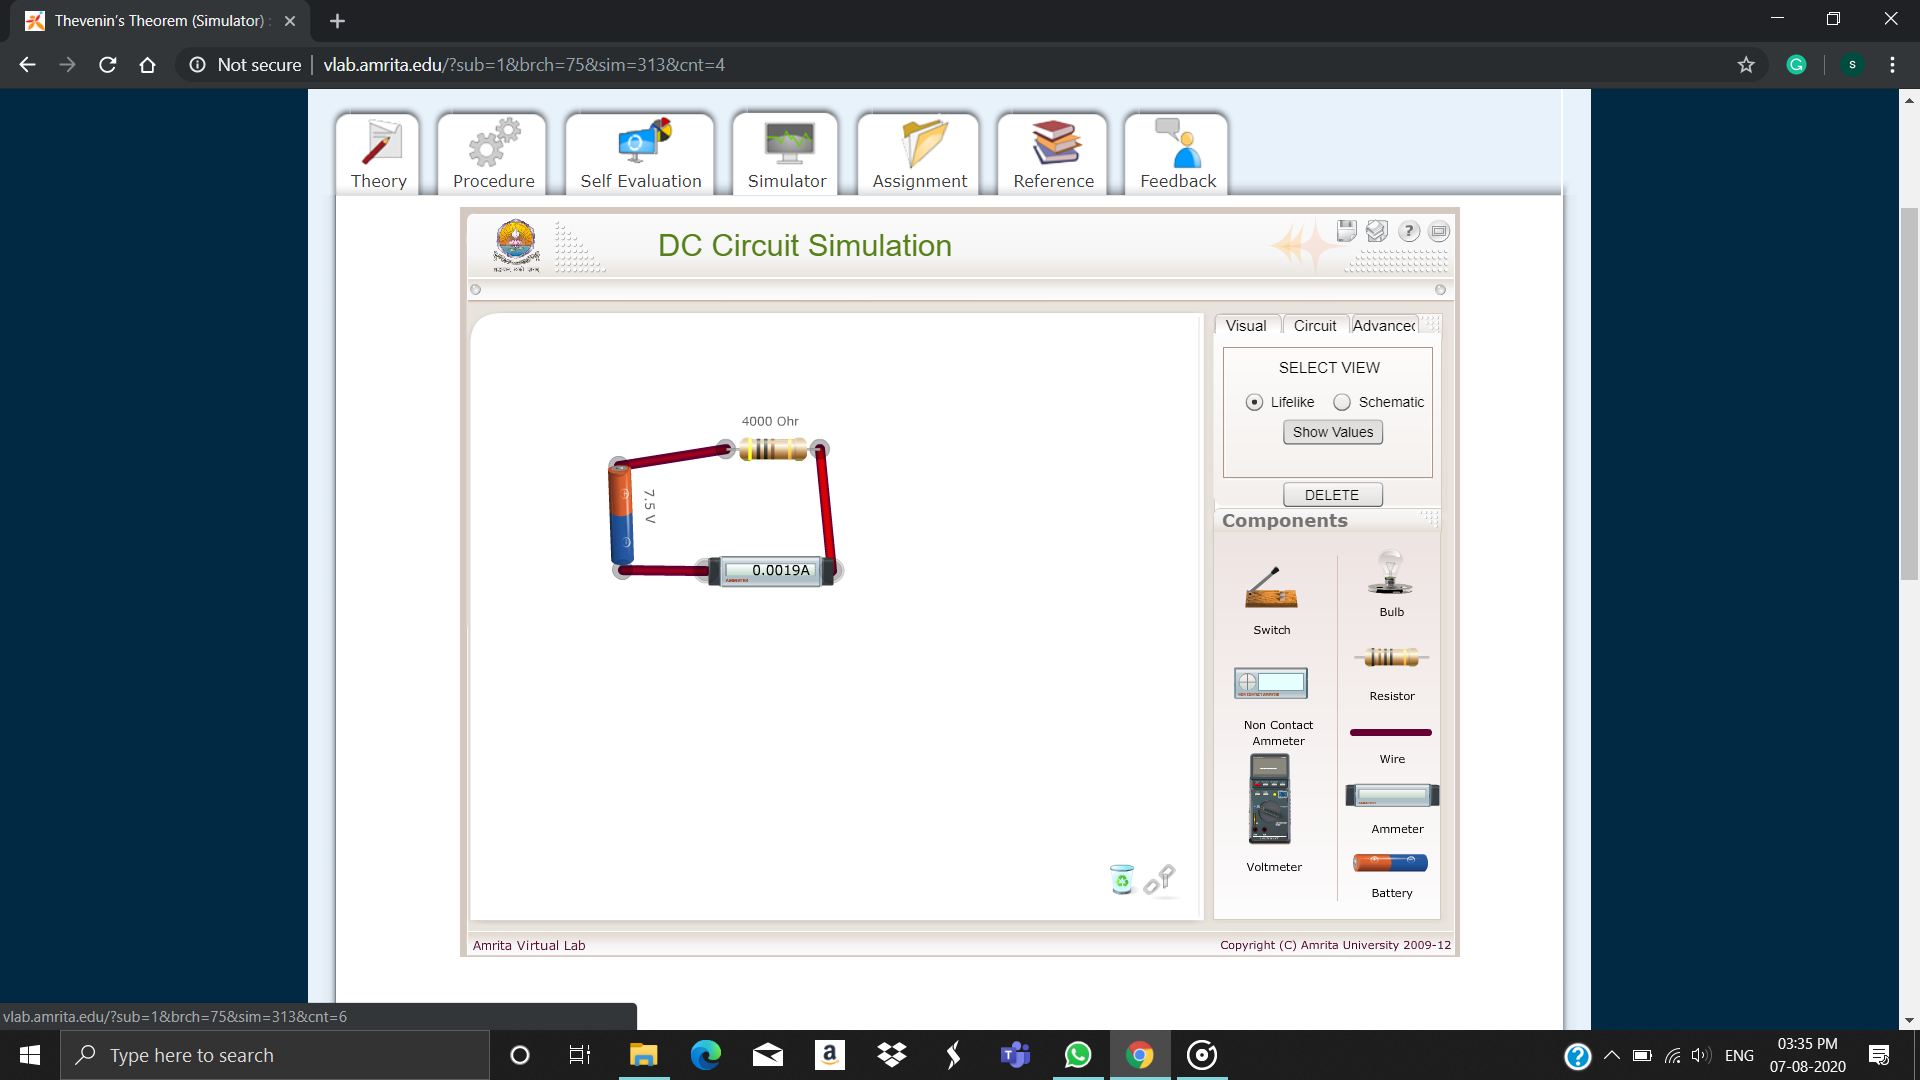 Thevenin's Theorem (Simulator) :
Not secure
vlab.amrita.edu/?sub=1&brch=75&sim=313&cnt=4
S
Theory
Procedure
Self Evaluation
Simulator
Assignment
Reference
Feedback
DC Circuit Simulation
Visual
Circuit
Advanced
SELECT VIEW
Lifelike
Schematic
Show Values
DELETE
4000 Ohr
7.5 V
0.0019A
Components
Switch
Bulb
Resistor
Non Contact
Ammeter
Wire
Ammeter
Voltmeter
Battery
Amrita Virtual Lab
Copyright (C) Amrita University 2009-12
vlab.amrita.edu/?sub=1&brch=75&sim=313&cnt=6
Type here to search
ENG
03:35 PM
07-08-2020